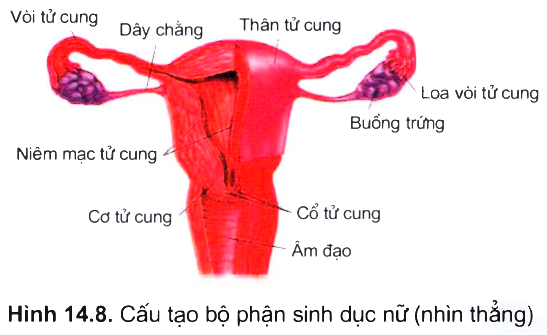 Vòi tử cung
Dây chằng
Thân tử cung
Loa vòi tử cung
Buồng trứng
Niêm mạc tử cung
Cơ tử cung
Cổ tử cung
Âm đạo
Hình 14.8. Cấu tạo bộ phận sinh dục nữ (nhìn thẳng)